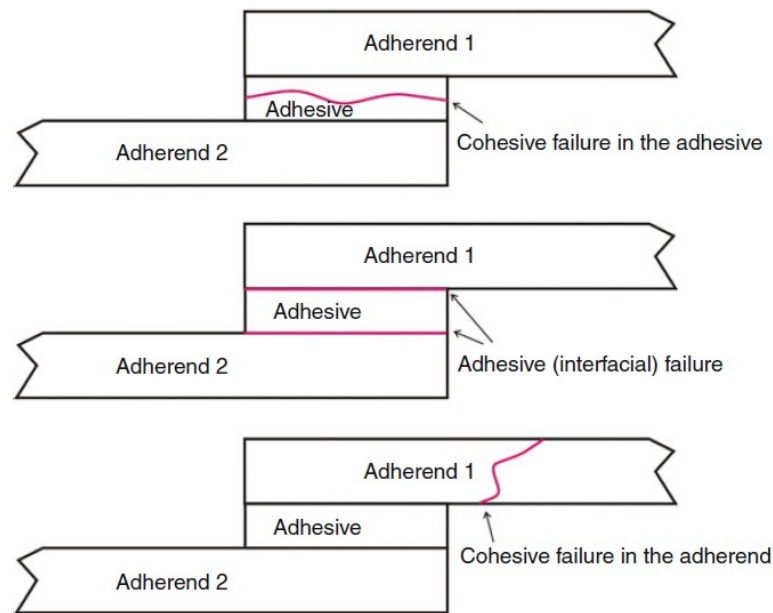 Adherend 1
Adhesive
Cohesive failure in the adhesive
Adherend 2
Adherend 1
Adhesive
Adhesive (interfacial) failure
Adherend 2
Adherend 1
Adhesive
Cohesive failure in the adherend
Adherend 2